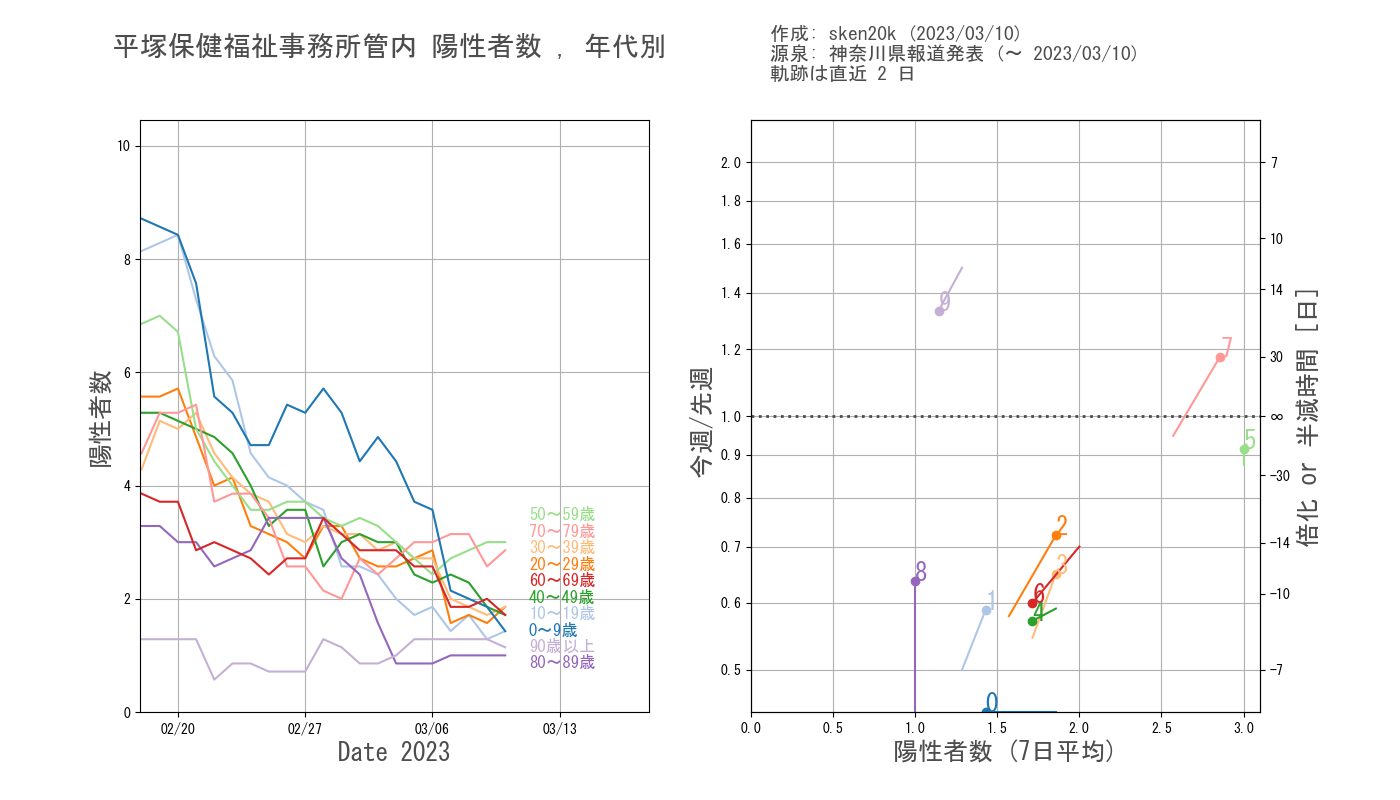 平塚保健福祉事務所管内 陽性者数 , 年代別
作成: sken20k (2023/03/10)
源泉: 神奈川県報道発表 (〜 2023/03/10)
軌跡は直近 2 日
陽性者数
10
8
6
4
2
0
50〜59歳
70〜79歳
30〜39歳
20〜29歳
60〜69歳
40〜49歳
10〜19歳
0〜9歳
90歳以上
80〜89歳
02/20 02/27 03/06 03/13
Date 2023
今週/先週
2.0
1.8
1.6
1.4
1.2
1.0
0.9
0.8
0.7
0.6
0.5
9
7
5
2
3
8
6
1
4
0
0.0 0.5 1.0 1.5 2.0 2.5 3.0
陽性者数 (7日平均)
7
10
14
30
∞
−30
−14
−10
−7
倍化 or 半減時間 [日]